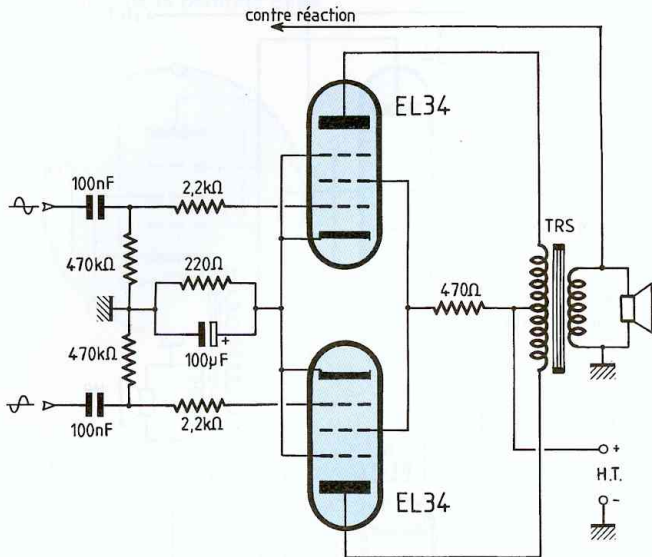 contre réaction
EL34
100nF
2,2kΩ
TRS
470kΩ
220Ω
470Ω
100µF
+
470kΩ
100nF
2,2kΩ
+
H.T.
-
EL34